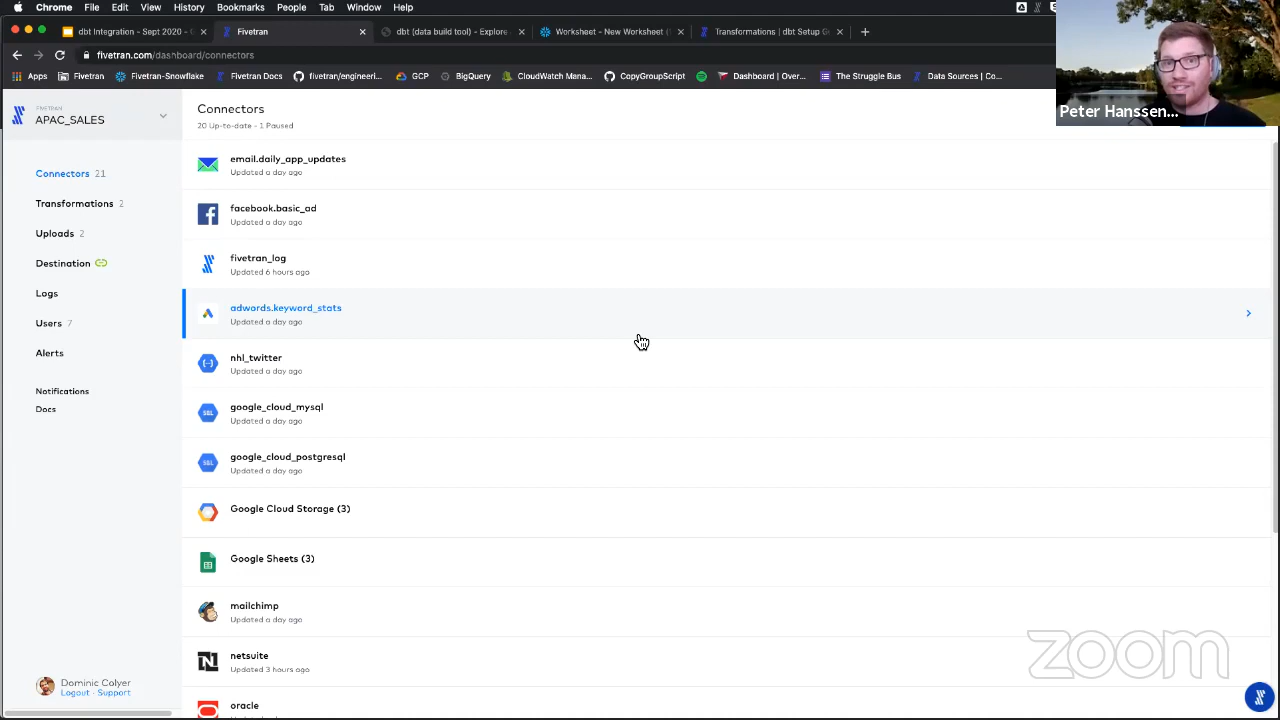 Chrome File Edit View History Bookmarks People Tab Window Help
dbt Integration - Sept 2020 -
Fivetran
dbt (data build tool) - Explore
Worksheet - New Worksheet (
Transformations | dbt Setup G
fivetran.com/dashboard/connectors
Apps Fivetran Fivetran-Snowflake Fivetran Docs fivetran/engineeri... GCP BigQuery CloudWatch Mana... CopyGroupScript Dashboard | Over... The Struggle Bus Data Sources | Co...
Peter Hanssen...
FIVETRAN
APAC_SALES
Connectors 21
Transformations 2
Uploads 2
Destination
Logs
Users 7
Alerts
Notifications
Docs
Dominic Colyer
Logout - Support
Connectors
20 Up-to-date - 1 Paused
email.daily_app_updates
Updated a day ago
facebook.basic_ad
Updated a day ago
fivetran_log
Updated 6 hours ago
adwords.keyword_stats
Updated a day ago
nhl_twitter
Updated a day ago
google_cloud_mysql
Updated a day ago
google_cloud_postgresql
Updated a day ago
Google Cloud Storage (3)
Google Sheets (3)
mailchimp
Updated a day ago
netsuite
Updated 3 hours ago
oracle
zoom